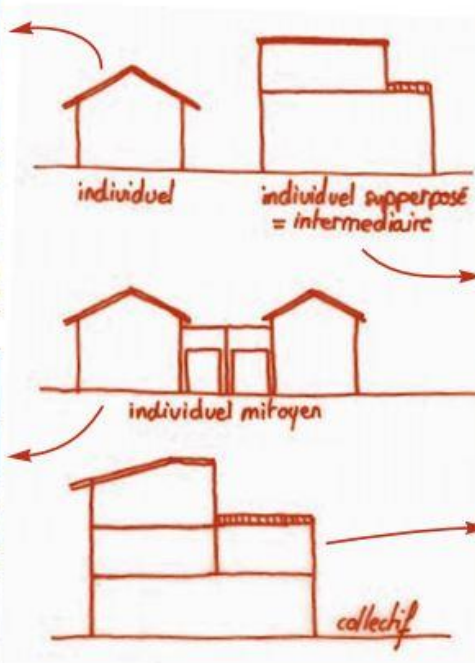 individuel
individuel supperposé
= intermediaire
individuel mitoyen
collectif